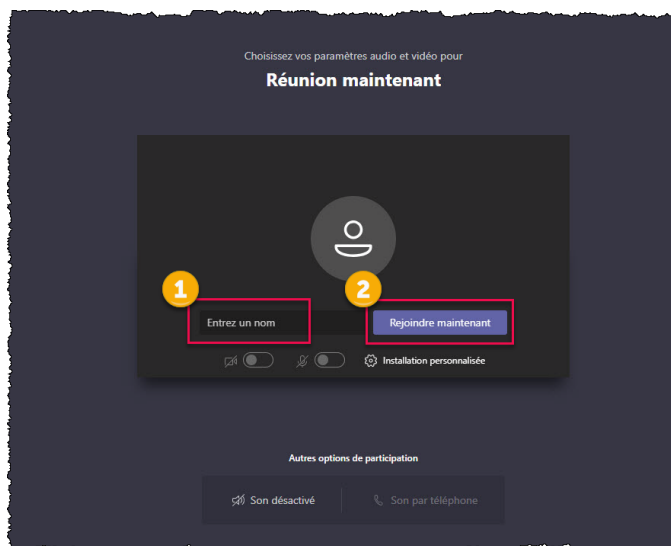 Choisissez vos paramètres audio et vidéo pour
Réunion maintenant
1
2
Entrez un nom
Rejoindre maintenant
Installation personnalisée
Autres options de participation
Son désactivé
Son par téléphone